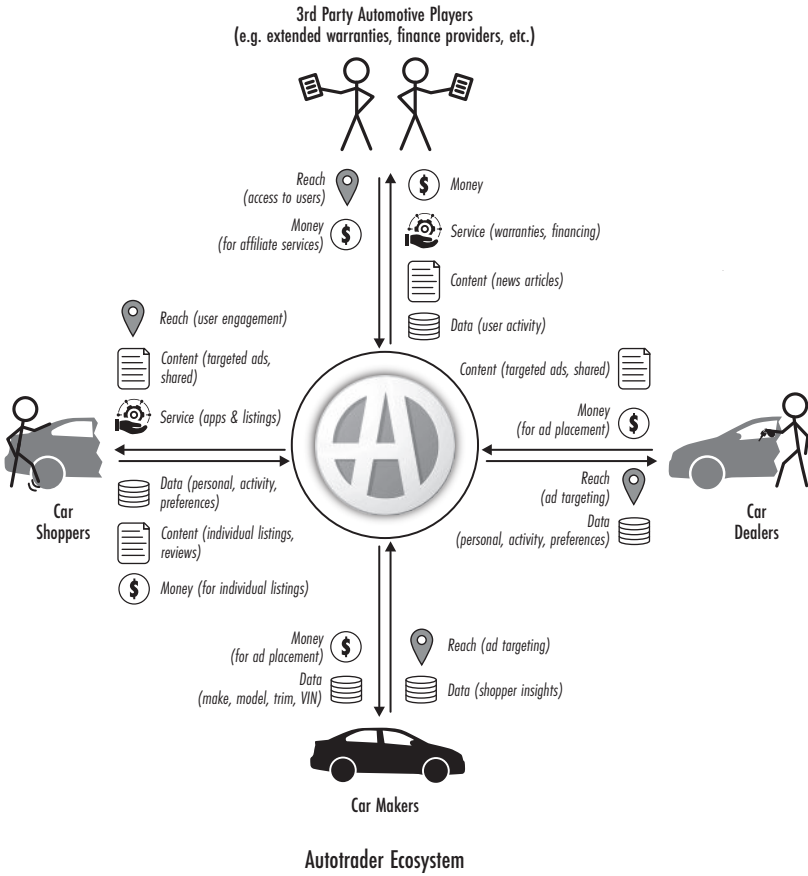 3rd Party Automotive Players
(e.g. extended warranties, finance providers, etc.)
Reach
(access to users)
Money
(for affiliate services)
$
$
Money
Service (warranties, financing)
Content (news articles)
Data (user activity)
Reach (user engagement)
Content (targeted ads,
shared)
Service (apps & listings)
Content (targeted ads, shared)
Money
(for ad placement)
$
A
Car
Shoppers
Data (personal, activity,
preferences)
Content (individual listings,
reviews)
$
Money (for individual listings)
Reach
(ad targeting)
Data
(personal, activity, preferences)
Car
Dealers
Money
(for ad placement)
$
Data
(make, model, trim, VIN)
Reach (ad targeting)
Data (shopper insights)
Car Makers
Autotrader Ecosystem